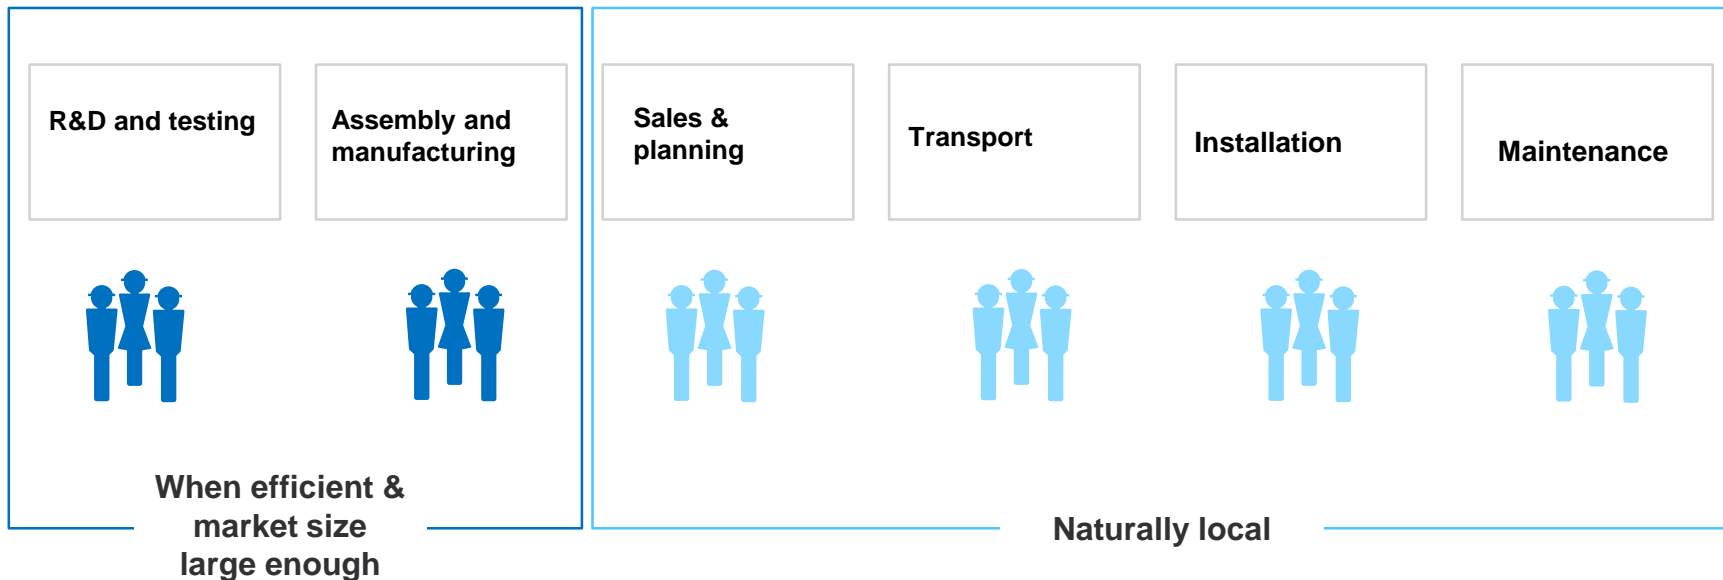 R&D and testing
Assembly and
manufacturing
Sales &
planning
Transport
Installation
Maintenance
When efficient &
market size
large enough
Naturally local